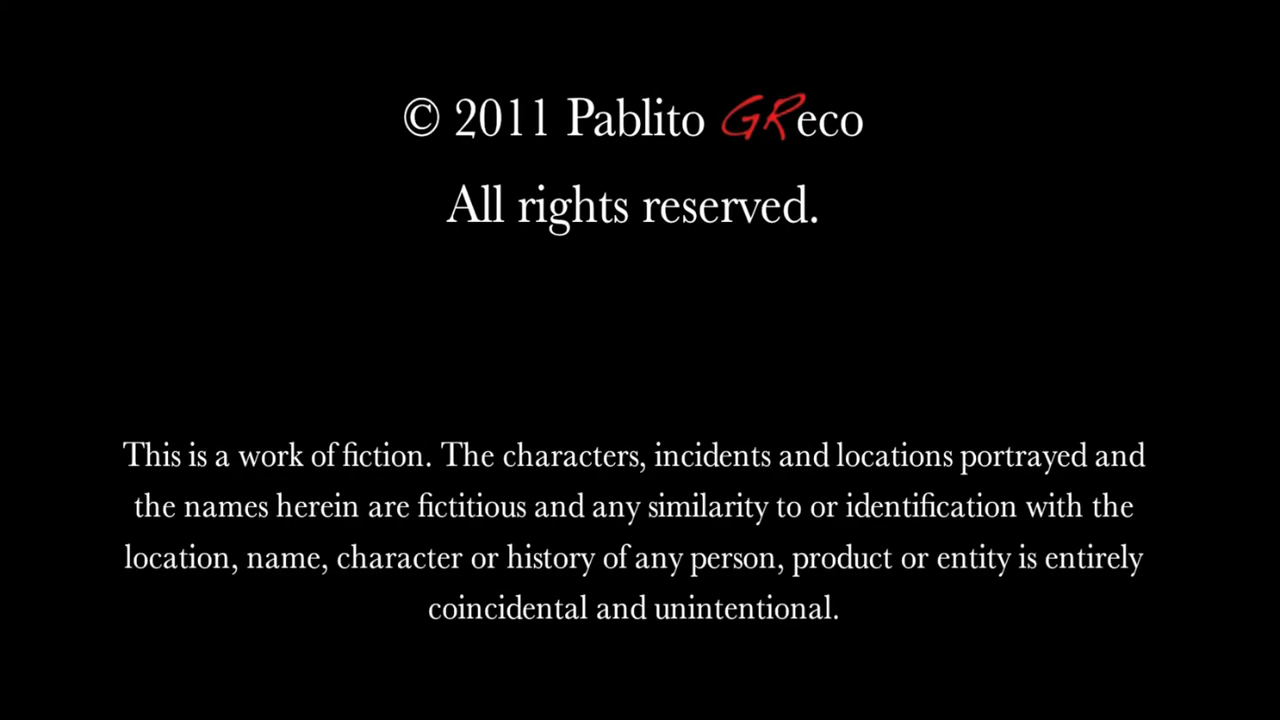 © 2011 Pablito GReco
All rights reserved.
This is a work of fiction. The characters, incidents and locations portrayed and
the names herein are fictitious and any similarity to or identification with the
location, name, character or history of any person, product or entity is entirely
coincidental and unintentional.